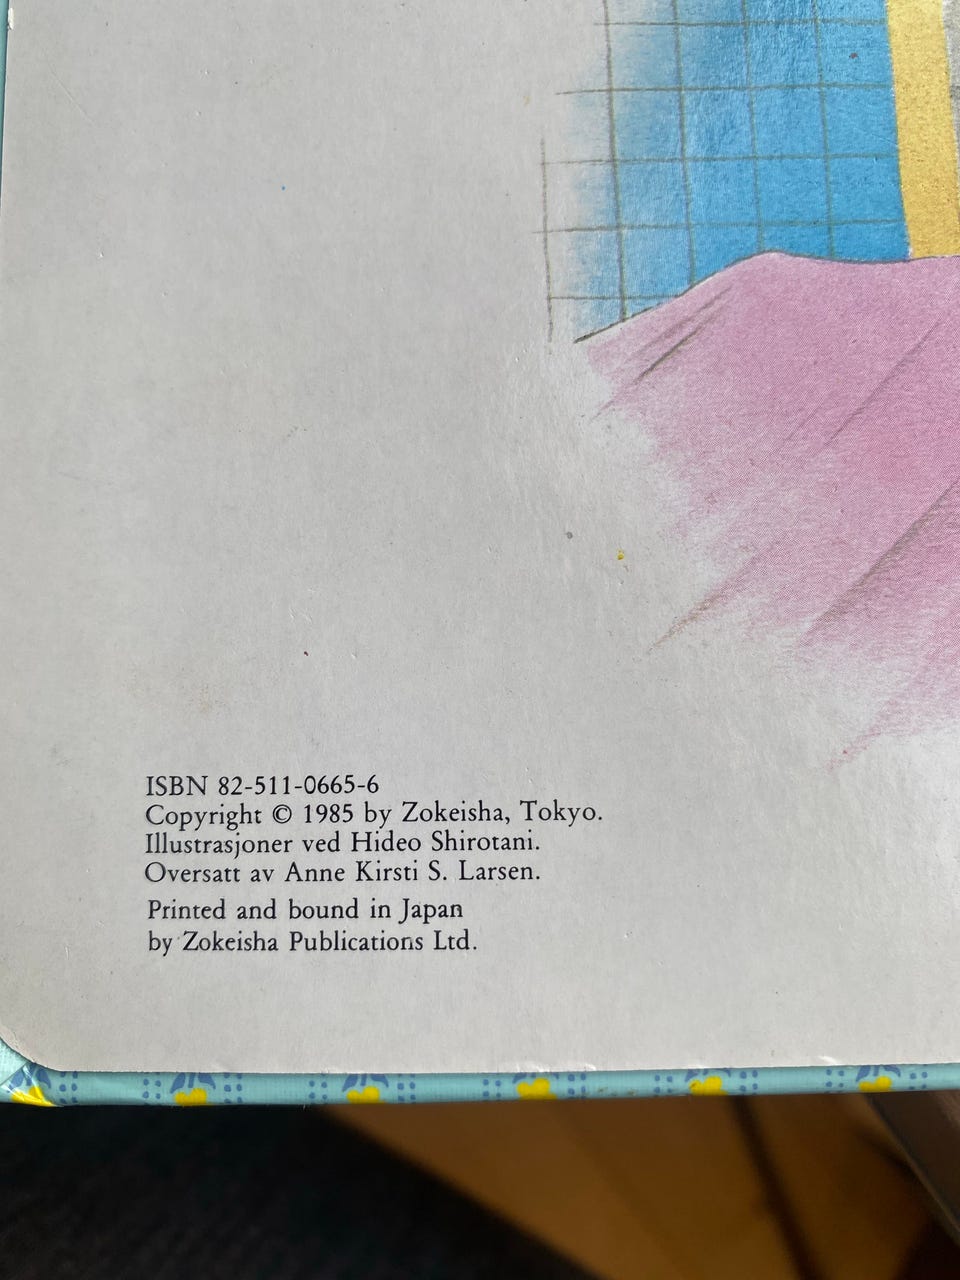 ISBN 82-511-0665-6
Copyright © 1985 by Zokeisha, Tokyo.
Illustrasjoner ved Hideo Shirotani.
Oversatt av Anne Kirsti S. Larsen.
Printed and bound in Japan
by Zokeisha Publications Ltd.